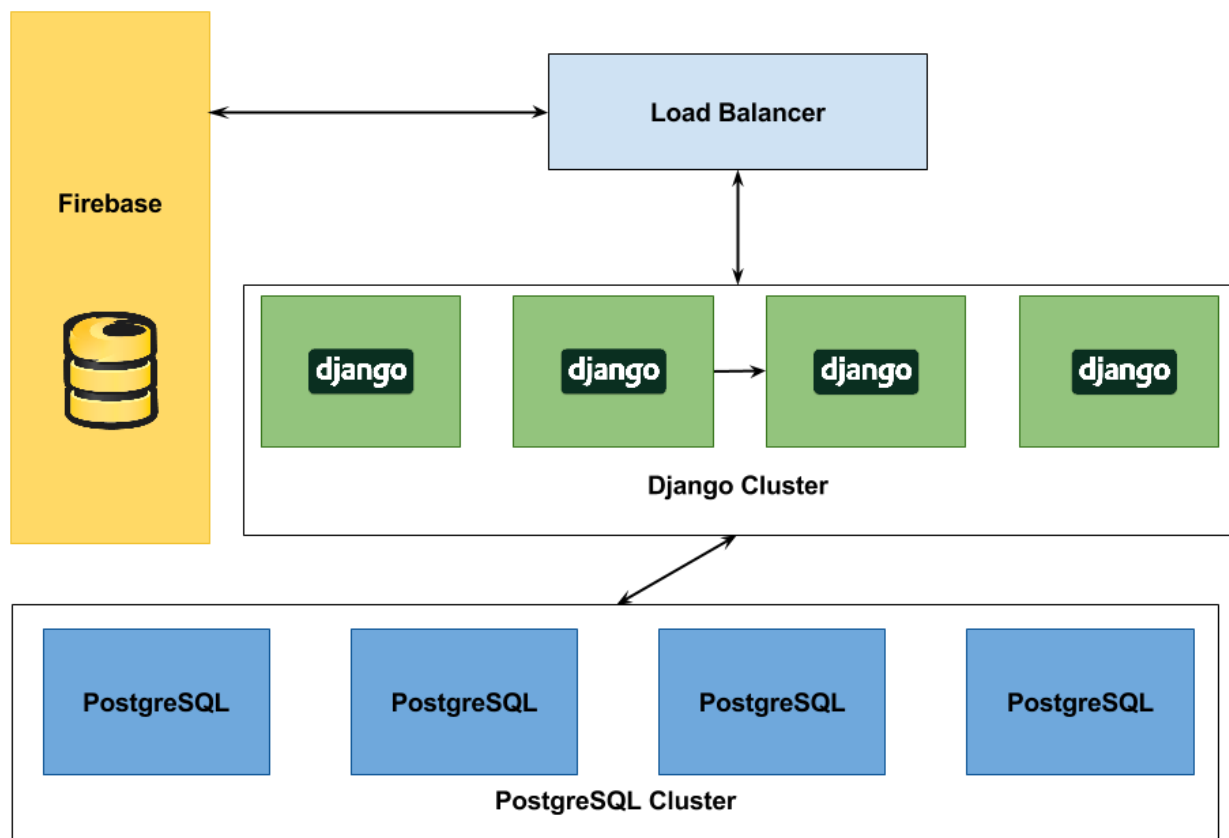 Load Balancer
Firebase
django
django
django
django
Django Cluster
PostgreSQL
PostgreSQL
PostgreSQL
PostgreSQL
PostgreSQL Cluster